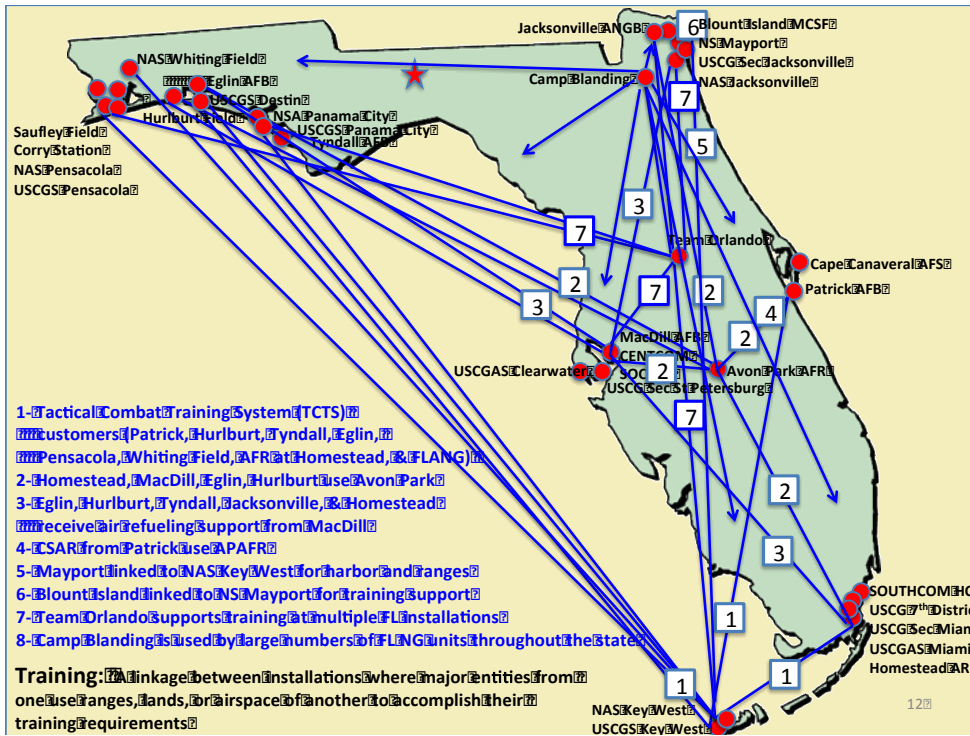 Jacksonville ANGB
6
Blount Island MCSF
NS Mayport
USCG Sec Jacksonville
NAS Jacksonville
Camp Blanding
7
5
NAS Whiting Field
Eglin AFB
USCGS Destin
Hurlburt Field
NSA Panama City
USCGS Panama City
Tyndall AFB
Saufley Field
Corry Station
NAS Pensacola
USCGS Pensacola
3
7
Team Orlando
Cape Canaveral AFS
Patrick AFB
2
7
2
3
4
2
MacDill AFB
CENTCOM
USCGAS Clearwater
2
Avon Park AFR
USCG Sec St Petersburg
7
1- Tactical Combat Training System (TCTS)
customers (Patrick, Hurlburt, Tyndall, Eglin,
Pensacola, Whiting Field, AFR at Homestead, & FLANG)
2- Homestead, MacDill, Eglin, Hurlburt use Avon Park
3- Eglin, Hurlburt, Tyndall, Jacksonville, & Homestead
receive air refueling support from MacDill
4- CSAR from Patrick use APAFR
5- Mayport linked to NAS Key West for harbor and ranges
6- Blount Island linked to NS Mayport for training support
7- Team Orlando supports training at multiple FL installations
8- Camp Blanding is used by large numbers of FL NG units throughout the state
2
3
SOUTHCOM HQ
USCG 7th District
USCG Sec Miam
USCGAS Miami
Homestead AR
1
1
1
Training: A linkage between installations where major entities from
one use ranges, lands, or airspace of another to accomplish their
training requirements
NAS Key West
USCGS Key West
12